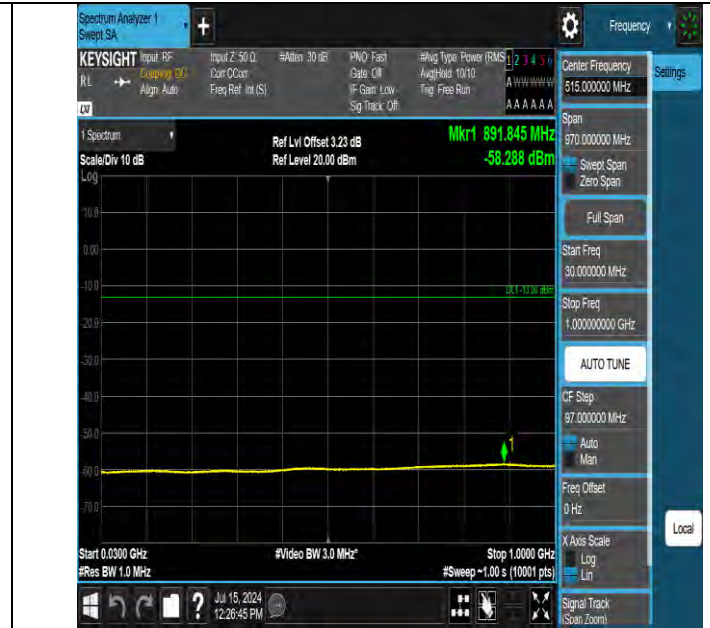 Spectrum Analyzer 1
Swept SA
+
Frequency
KEYSIGHT
RL
Input: RF
Coupling: DC
Align: Auto
Input Z: 50 Ω
Corr CCorr
Freq Ref: Int (S)
#Atten: 30 dB
PNO: Fast
Gate: Off
IF Gain: Low
Sig Track: Off
#Avg Type: Power (RMS
Avg|Hold: 10/10
Trig: Free Run
1 2 3 4 5 6
A W W W W W
A A A A A A
1 Spectrum
Scale/Div 10 dB
Ref Lvl Offset 3.23 dB
Ref Level 20.00 dBm
Mkr1 891.845 MHz
-58.288 dBm
Log
10.0
0.00
-10.0
DL1 -13.00 dBm
-20.0
-30.0
-40.0
-50.0
1
-60.0
-70.0
Start 0.0300 GHz
#Res BW 1.0 MHz
#Video BW 3.0 MHz*
Stop 1.0000 GHz
#Sweep ~1.00 s (10001 pts)
Jul 15, 2024
12:26:45 PM
?
Center Frequency
515.000000 MHz
Settings
Span
970.000000 MHz
Swept Span
Zero Span
Full Span
Start Freq
30.000000 MHz
Stop Freq
1.000000000 GHz
AUTO TUNE
CF Step
97.000000 MHz
Auto
Man
Freq Offset
0 Hz
Local
X Axis Scale
Log
Lin
Signal Track
(Span Zoom)